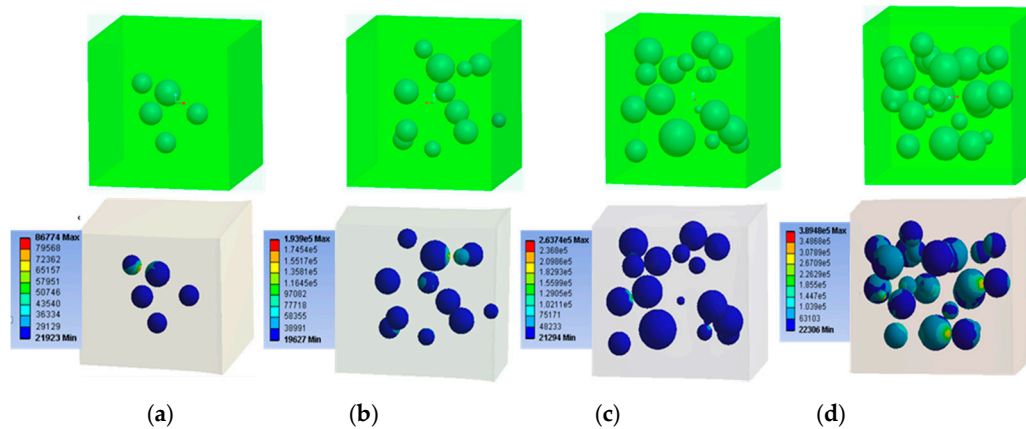 86774 Max
79568
72362
65157
57951
50746
43540
36334
29129
21923 Min
1.939e5 Max
1.7454e5
1.5517e5
1.3581e5
1.1645e5
97082
77718
58355
38991
19627 Min
2.6374e5 Max
2.368e5
2.0986e5
1.8293e5
1.5599e5
1.2905e5
1.0211e5
75171
48233
21294 Min
3.8948e5 Max
3.4868e5
3.0789e5
2.6709e5
2.2629e5
1.855e5
1.447e5
1.039e5
63103
22306 Min
(a)
(b)
(c)
(d)